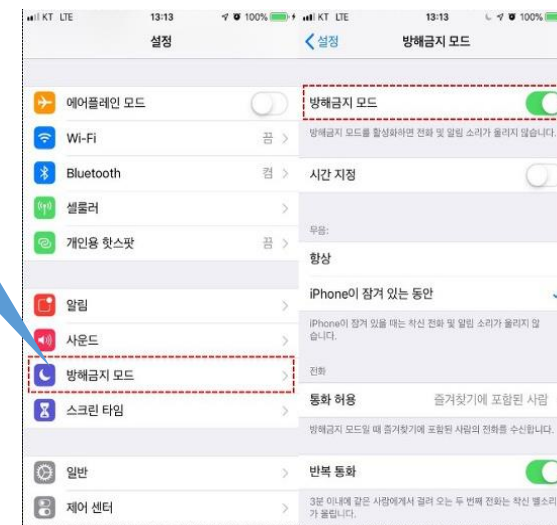 KT LTE 13:13 100%
설정
에어플레인 모드
Wi-Fi 끔
Bluetooth 켬
셀룰러
개인용 핫스팟 끔
알림
사운드
방해금지 모드
스크린 타임
일반
제어 센터
KT LTE 13:13 100%
설정 방해금지 모드
방해금지 모드
방해금지 모드를 활성화하면 전화 및 알림 소리가 울리지 않습니다.
시간 지정
무음:
항상
iPhone이 잠겨 있는 동안
iPhone이 잠겨 있을 때는 착신 전화 및 알림 소리가 울리지 않
습니다.
전화
통화 허용 즐겨찾기에 포함된 사람
방해금지 모드일 때 즐겨찾기에 포함된 사람의 전화를 수신합니다.
반복 통화
3분 이내에 같은 사람에게서 걸려 오는 두 번째 전화는 착신 벨소리
가 울립니다.